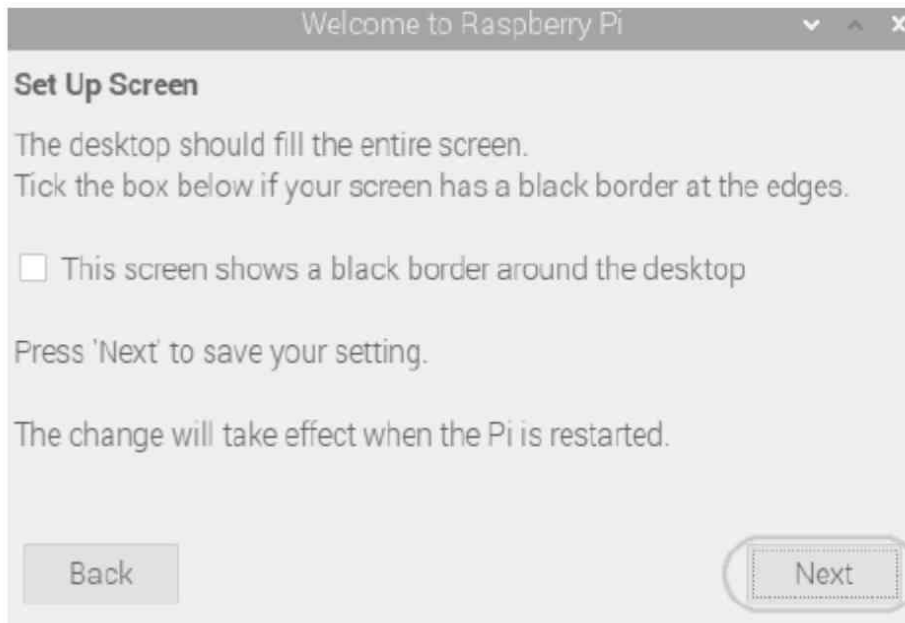 Welcome to Raspberry Pi
Set Up Screen
The desktop should fill the entire screen.
Tick the box below if your screen has a black border at the edges.
This screen shows a black border around the desktop
Press 'Next' to save your setting.
The change will take effect when the Pi is restarted.
Back
Next